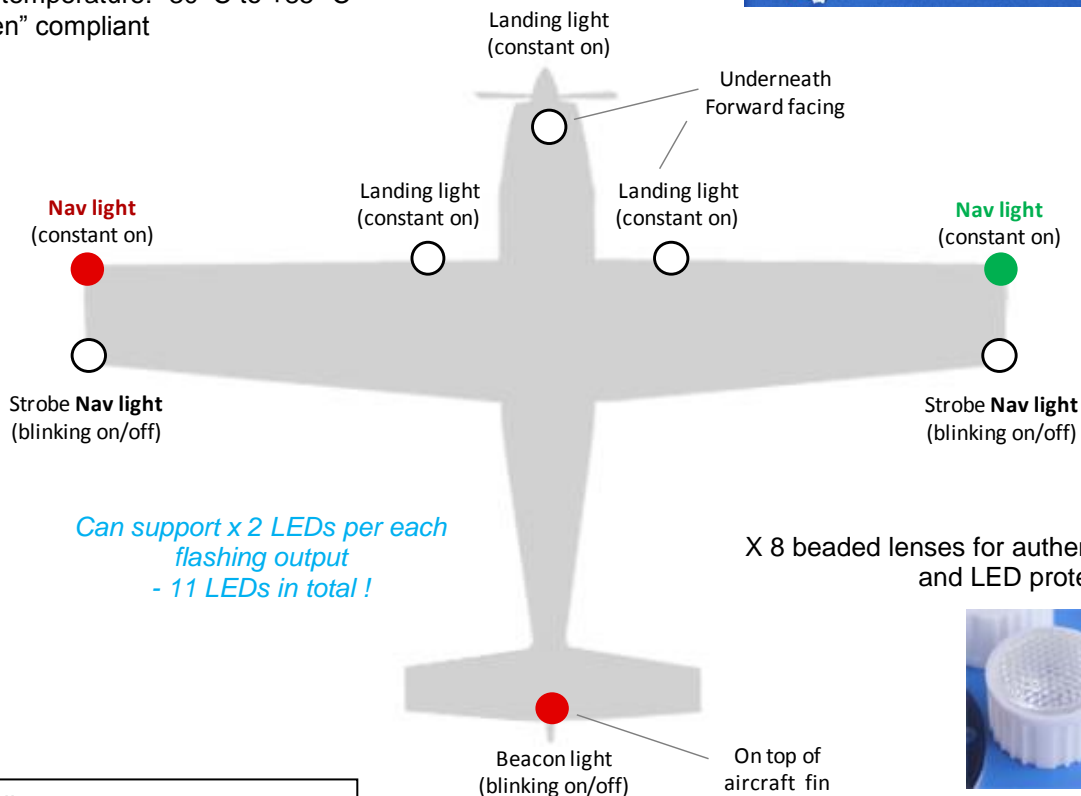 en” compliant
Landing light
(constant on)
Underneath
Forward facing
Landing light
(constant on)
Landing light
(constant on)
Nav light
(constant on)
Nav light
(constant on)
Strobe Nav light
(blinking on/off)
Strobe Nav light
(blinking on/off)
Can support x 2 LEDs per each
flashing output
- 11 LEDs in total !
X 8 beaded lenses for
and LED
Beacon light
(blinking on/off)
On top of
aircraft fin